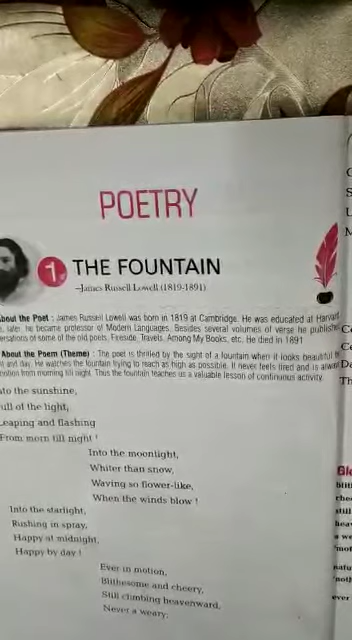 POETRY
1. THE FOUNTAIN
-James Russell Lowell (1819-1891)
About the Poet : James Russell Lowell was born in 1819 at Cambridge. He was educated at Harvard
later, he became professor of Modern Languages. Besides several volumes of verse he publishe
ersations of some of the old poets, Fireside, Travels, Among My Books, etc. He died in 1891
About the Poem (Theme) : The poet is thrilled by the sight of a fountain when it looks beautiful
and day. He watches the fountain trying to reach as high as possible. It never feels tired and is alway
motion from morning till night. Thus the fountain teaches us a valuable lesson of continuous activity.
nto the sunshine,
ull of the light,
Leaping and flashing
From morn till night !
Into the moonlight,
Whiter than snow,
Waving so flower-like,
When the winds blow !
Into the starlight,
Rushing in spray,
Happy at midnight,
Happy by day !
Ever in motion,
Blithesome and cheery,
Still climbing heavenward,
Never a weary;